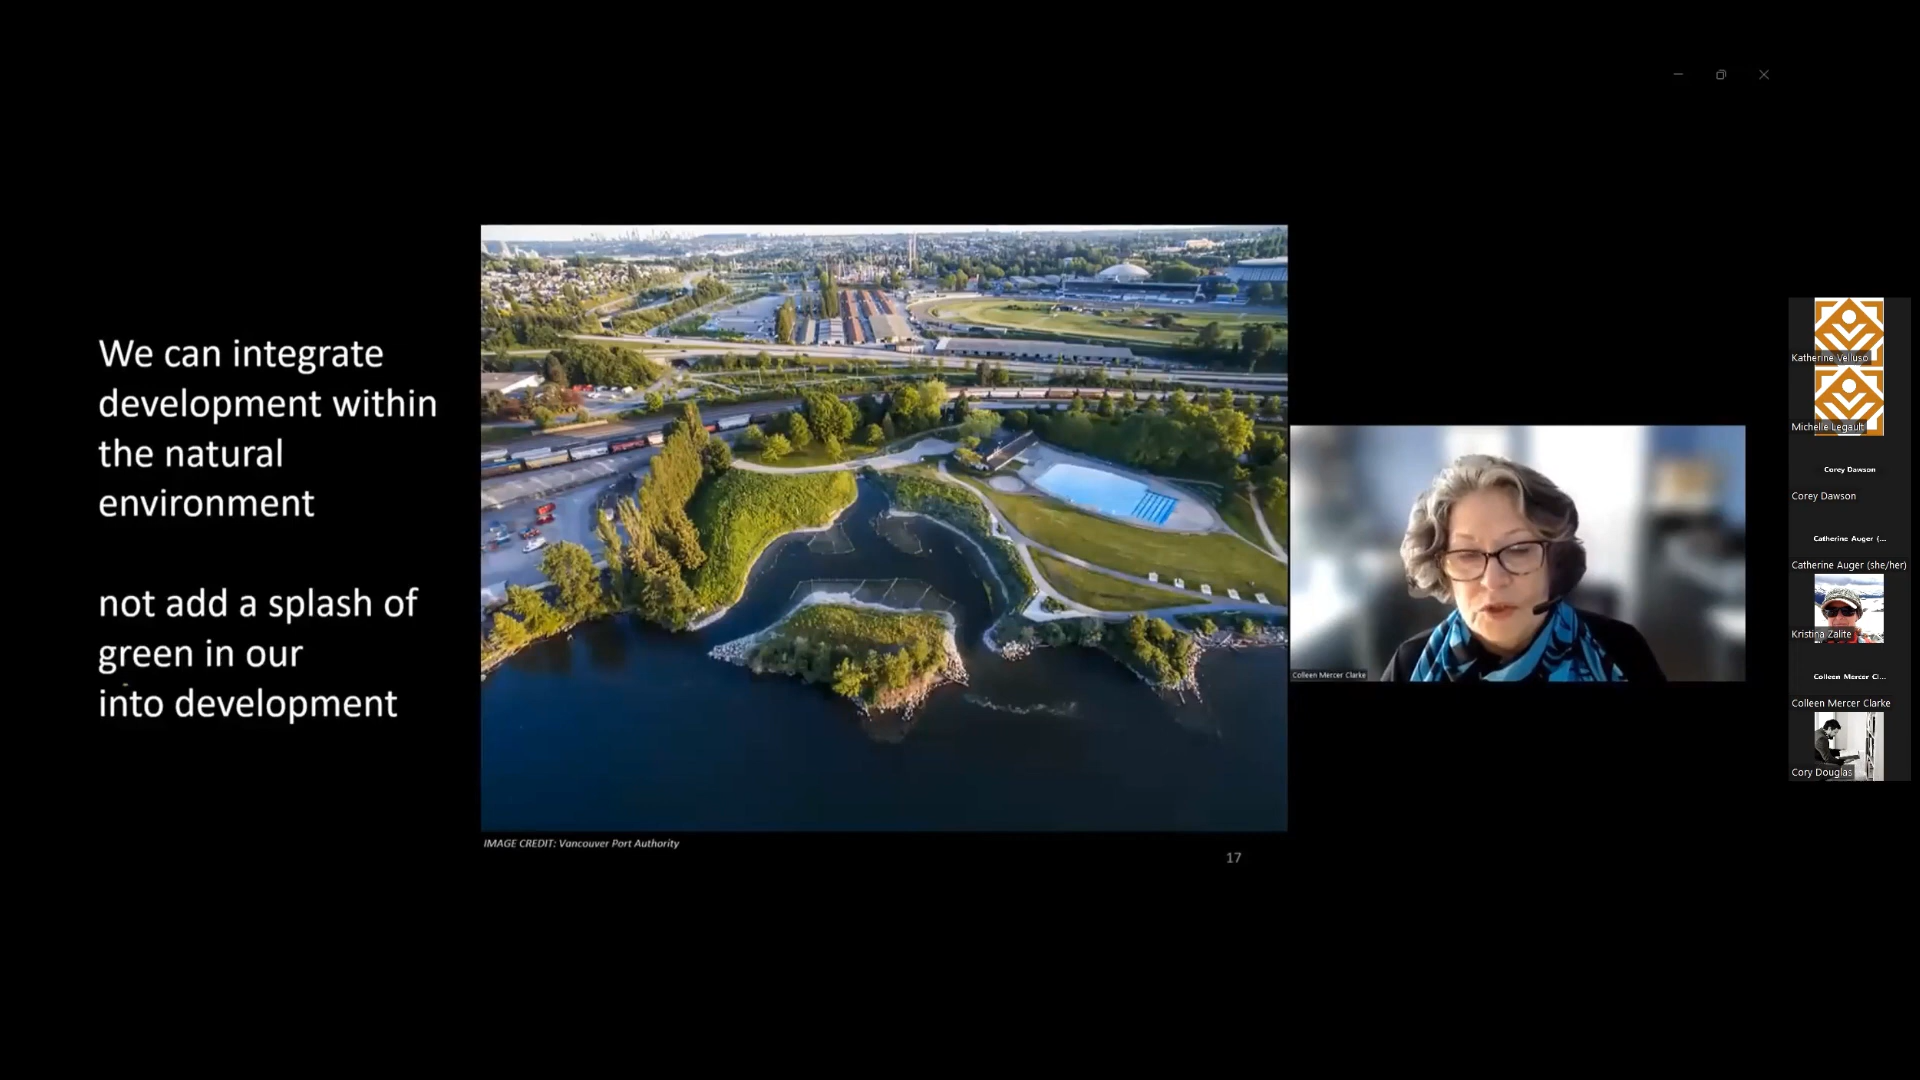 We can integrate
development within
the natural
environment
not add a splash of
green in our
into development
IMAGE CREDIT: Vancouver Port Authority
17
Colleen Mercer Clarke
Katherine Velluso
Michelle Legault
Corey Dawson
Corey Dawson
Catherine Auger (...
Catherine Auger (she/her)
Kristina Zalite
Colleen Mercer Cl...
Colleen Mercer Clarke
Cory Douglas